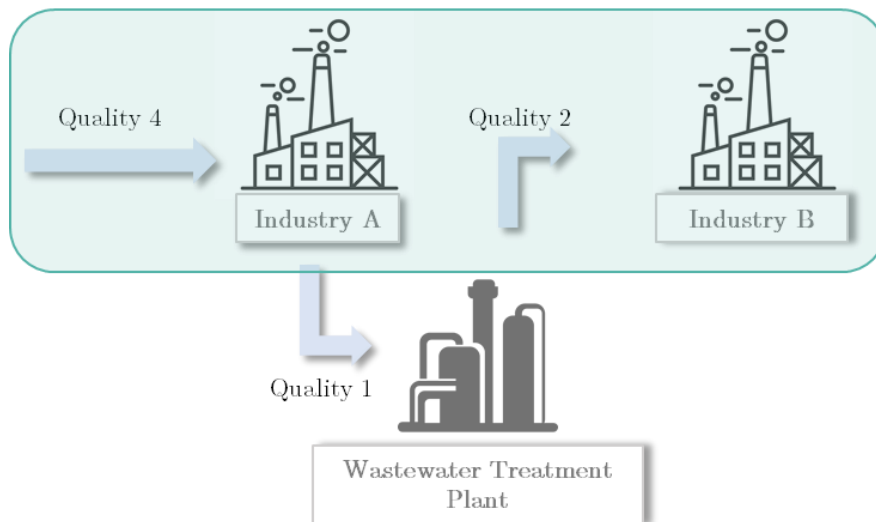 Quality 4
Quality 2
Industry A
Industry B
Quality 1
Wastewater Treatment
Plant